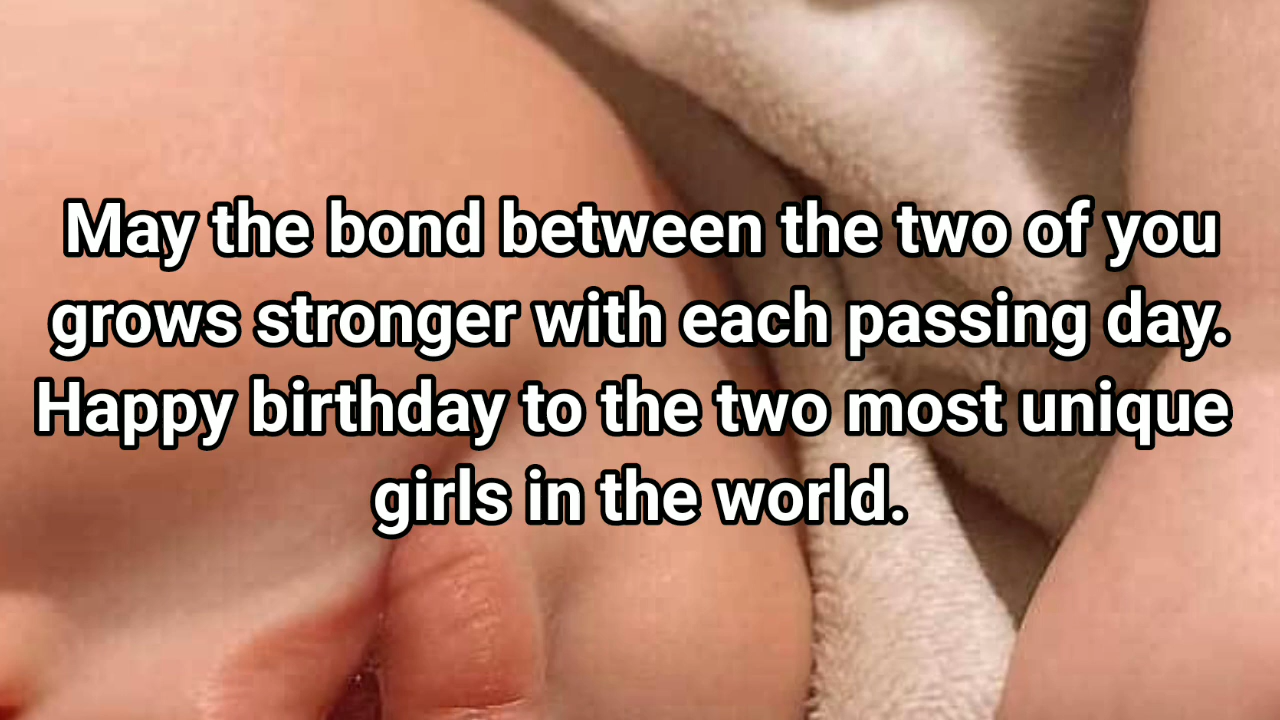 May the bond between the two of you
grows stronger with each passing day.
Happy birthday to the two most unique
girls in the world.